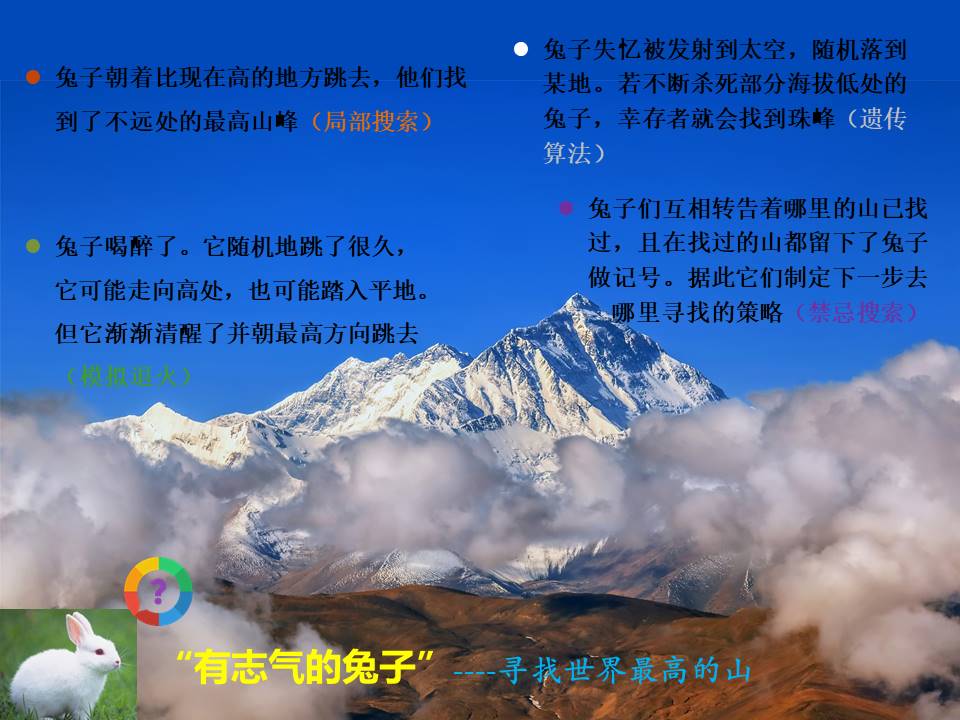 兔子朝着比现在高的地方跳去，他们找
到了不远处的最高山峰（局部搜索）
兔子喝醉了。它随机地跳了很久，
它可能走向高处，也可能踏入平地。
但它渐渐清醒了并朝最高方向跳去
（模拟退火）
兔子失忆被发射到太空，随机落到
某地。若不断杀死部分海拔低处的
兔子，幸存者就会找到珠峰（遗传
算法）
兔子们互相转告着哪里的山已找
过，且在找过的山都留下了兔子
做记号。据此它们制定下一步去
哪里寻找的策略（禁忌搜索）
?
“有志气的兔子” ----寻找世界最高的山